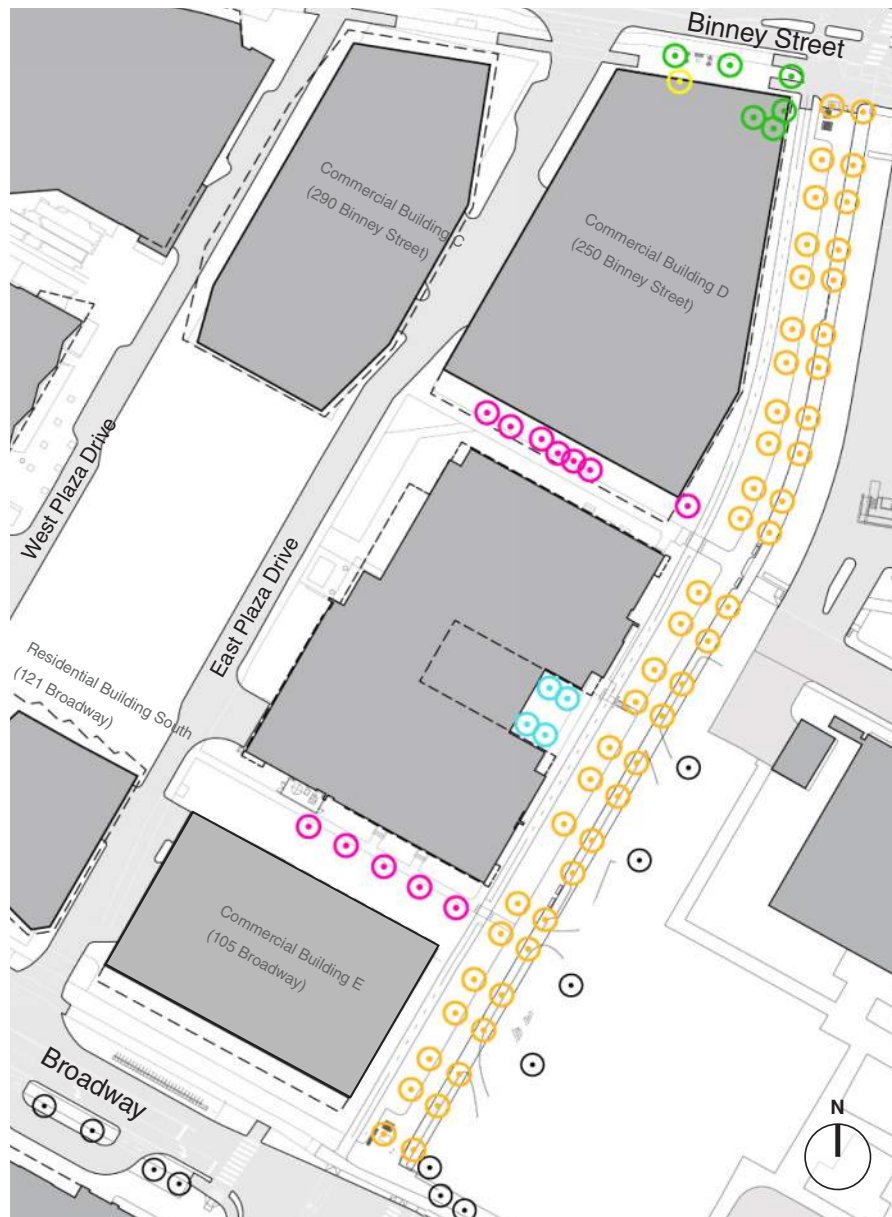 Binney Street
Commercial Building C
(290 Binney Street)
Commercial Building D
(250 Binney Street)
West Plaza Drive
East Plaza Drive
Residential Building South
(121 Broadway)
Commercial Building E
(105 Broadway)
Broadway
N